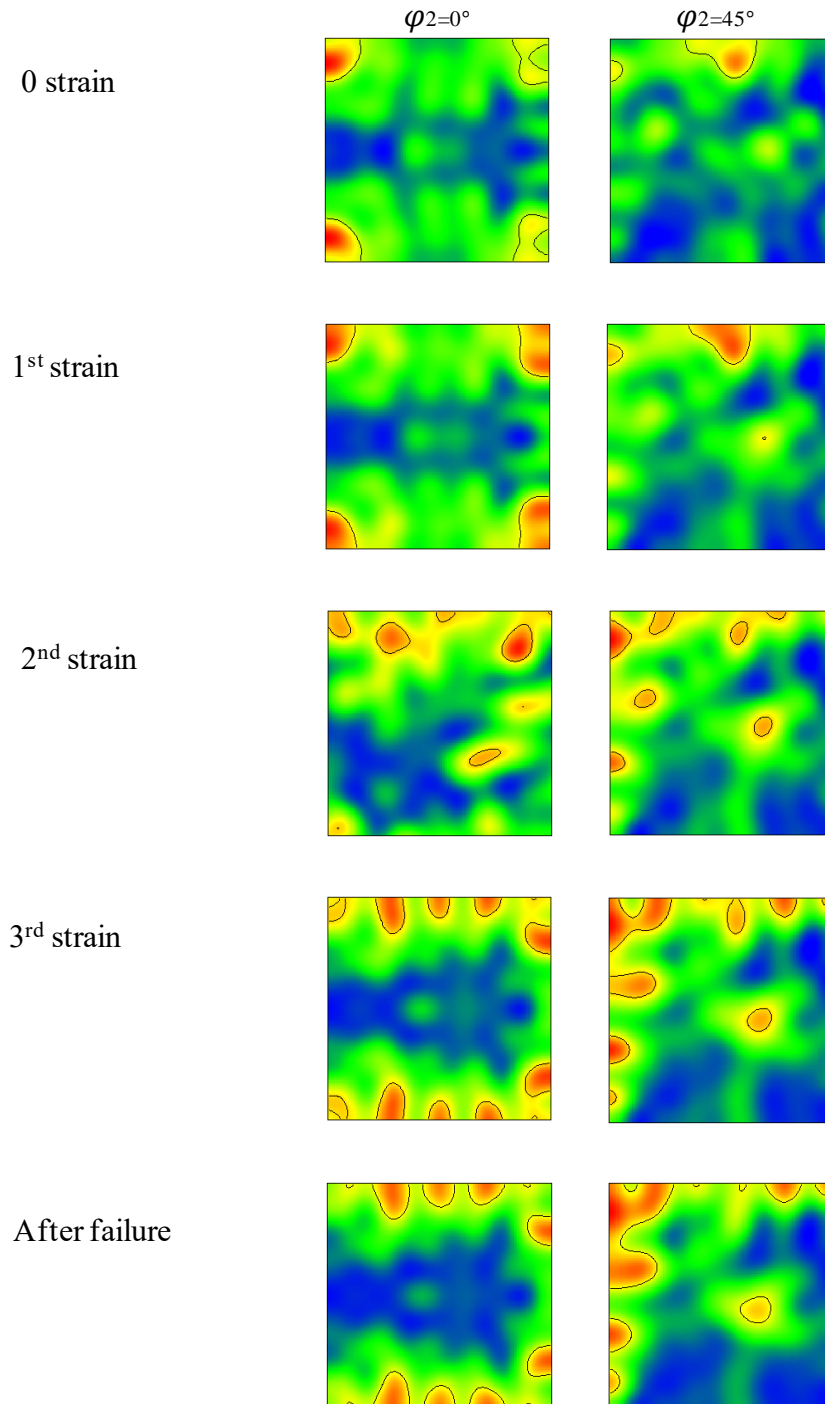 φ2=0° φ2=45°
0 strain
1st strain
2nd strain
3rd strain
After failure